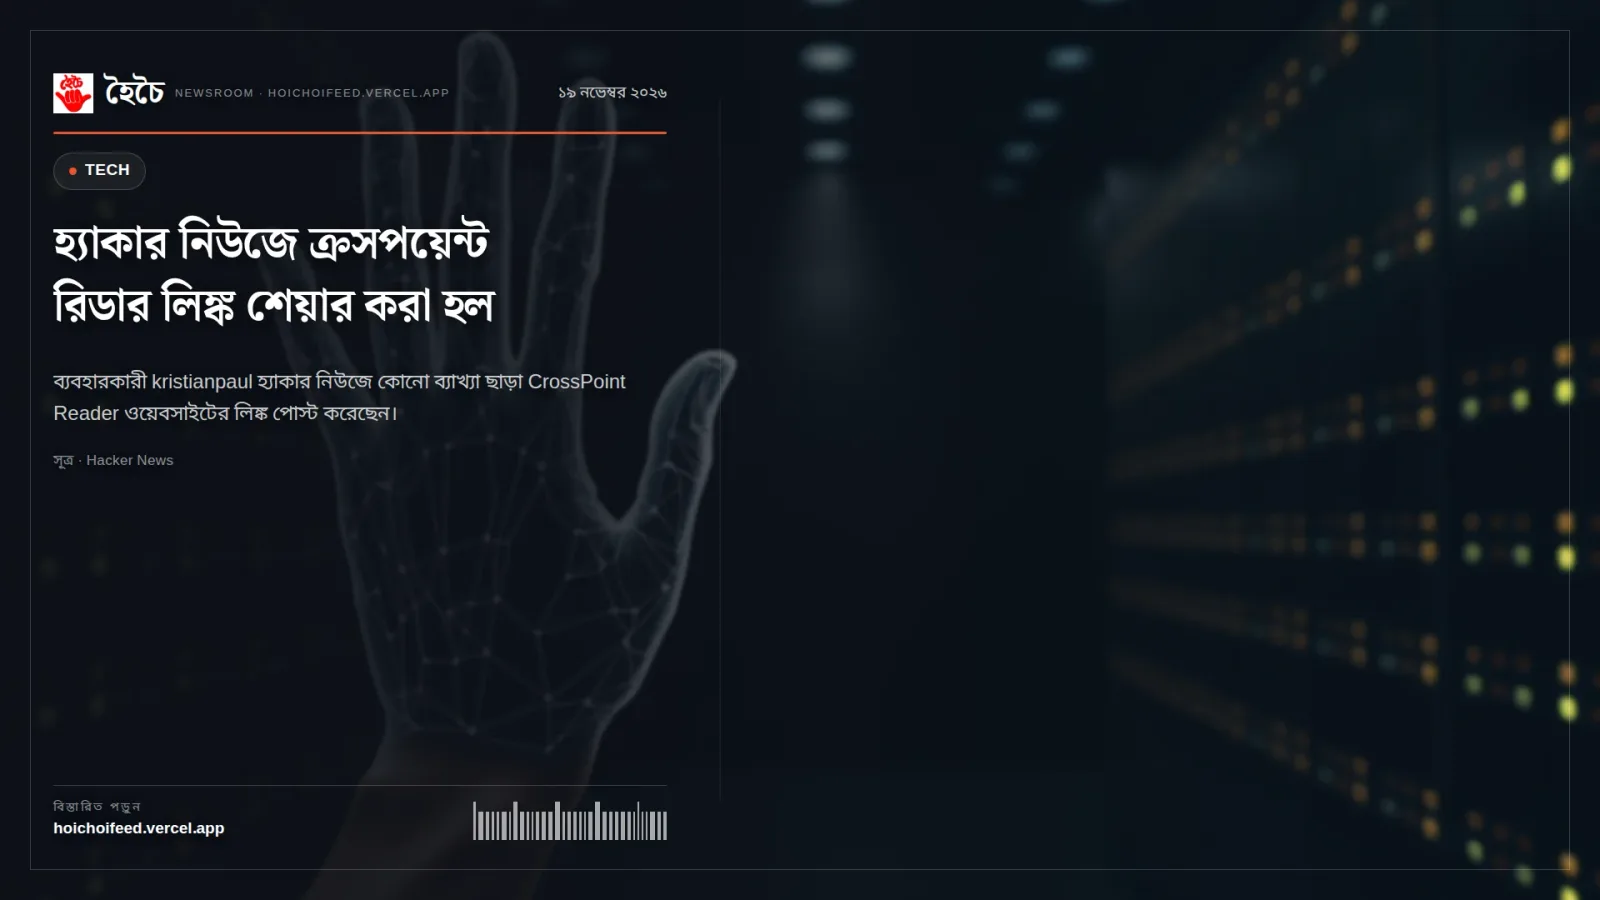 হৈচৈ
হৈচৈ NEWSROOM · HOICHOIFEED.VERCEL.APP ১৯ নভেম্বর ২০২৬
TECH
হ্যাকার নিউজে ক্রসপয়েন্ট
রিডার লিঙ্ক শেয়ার করা হল
ব্যবহারকারী kristianpaul হ্যাকার নিউজে কোনো ব্যাখ্যা ছাড়া CrossPoint
Reader ওয়েবসাইটের লিঙ্ক পোস্ট করেছেন।
সূত্র · Hacker News
বিস্তারিত পড়ুন
hoichoifeed.vercel.app